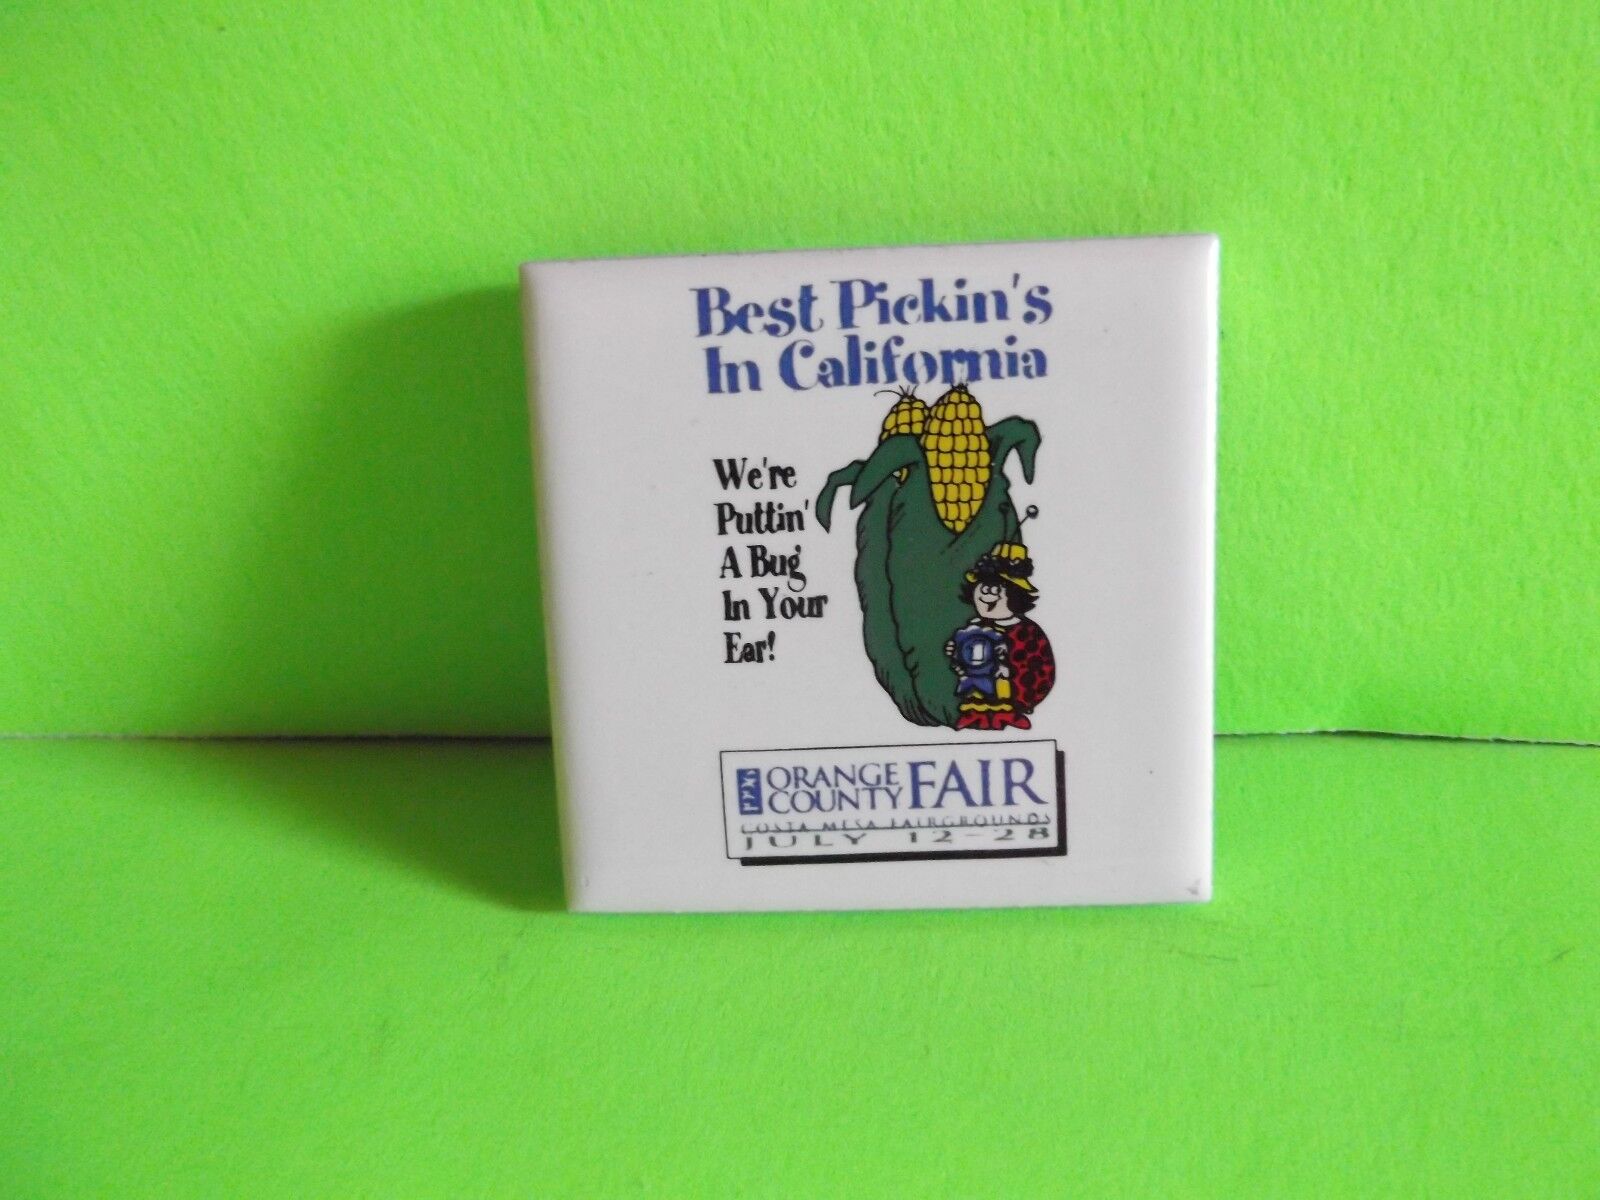 Best Pickin's
In California
We're
Puttin'
A Bug
In Your
Ear!
1
ORANGE
COUNTY FAIR
COSTA MESA FAIRGROUNDS
JULY 12-28